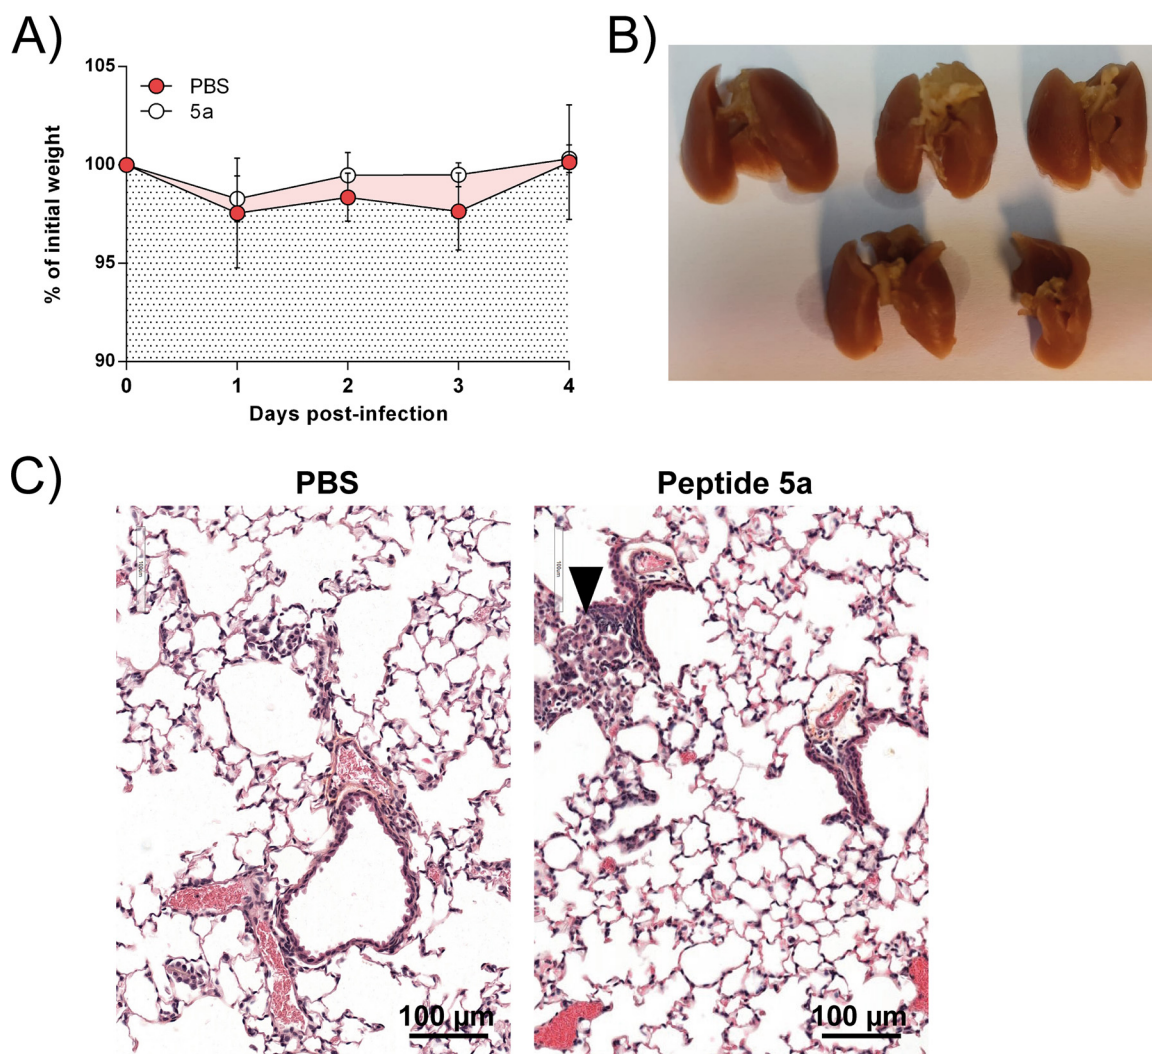 A)
105
100
95
90
% of initial weight
PBS
5a
0 1 2 3 4
Days post-infection
B)
C)
PBS
Peptide 5a
100 µm
100 µm